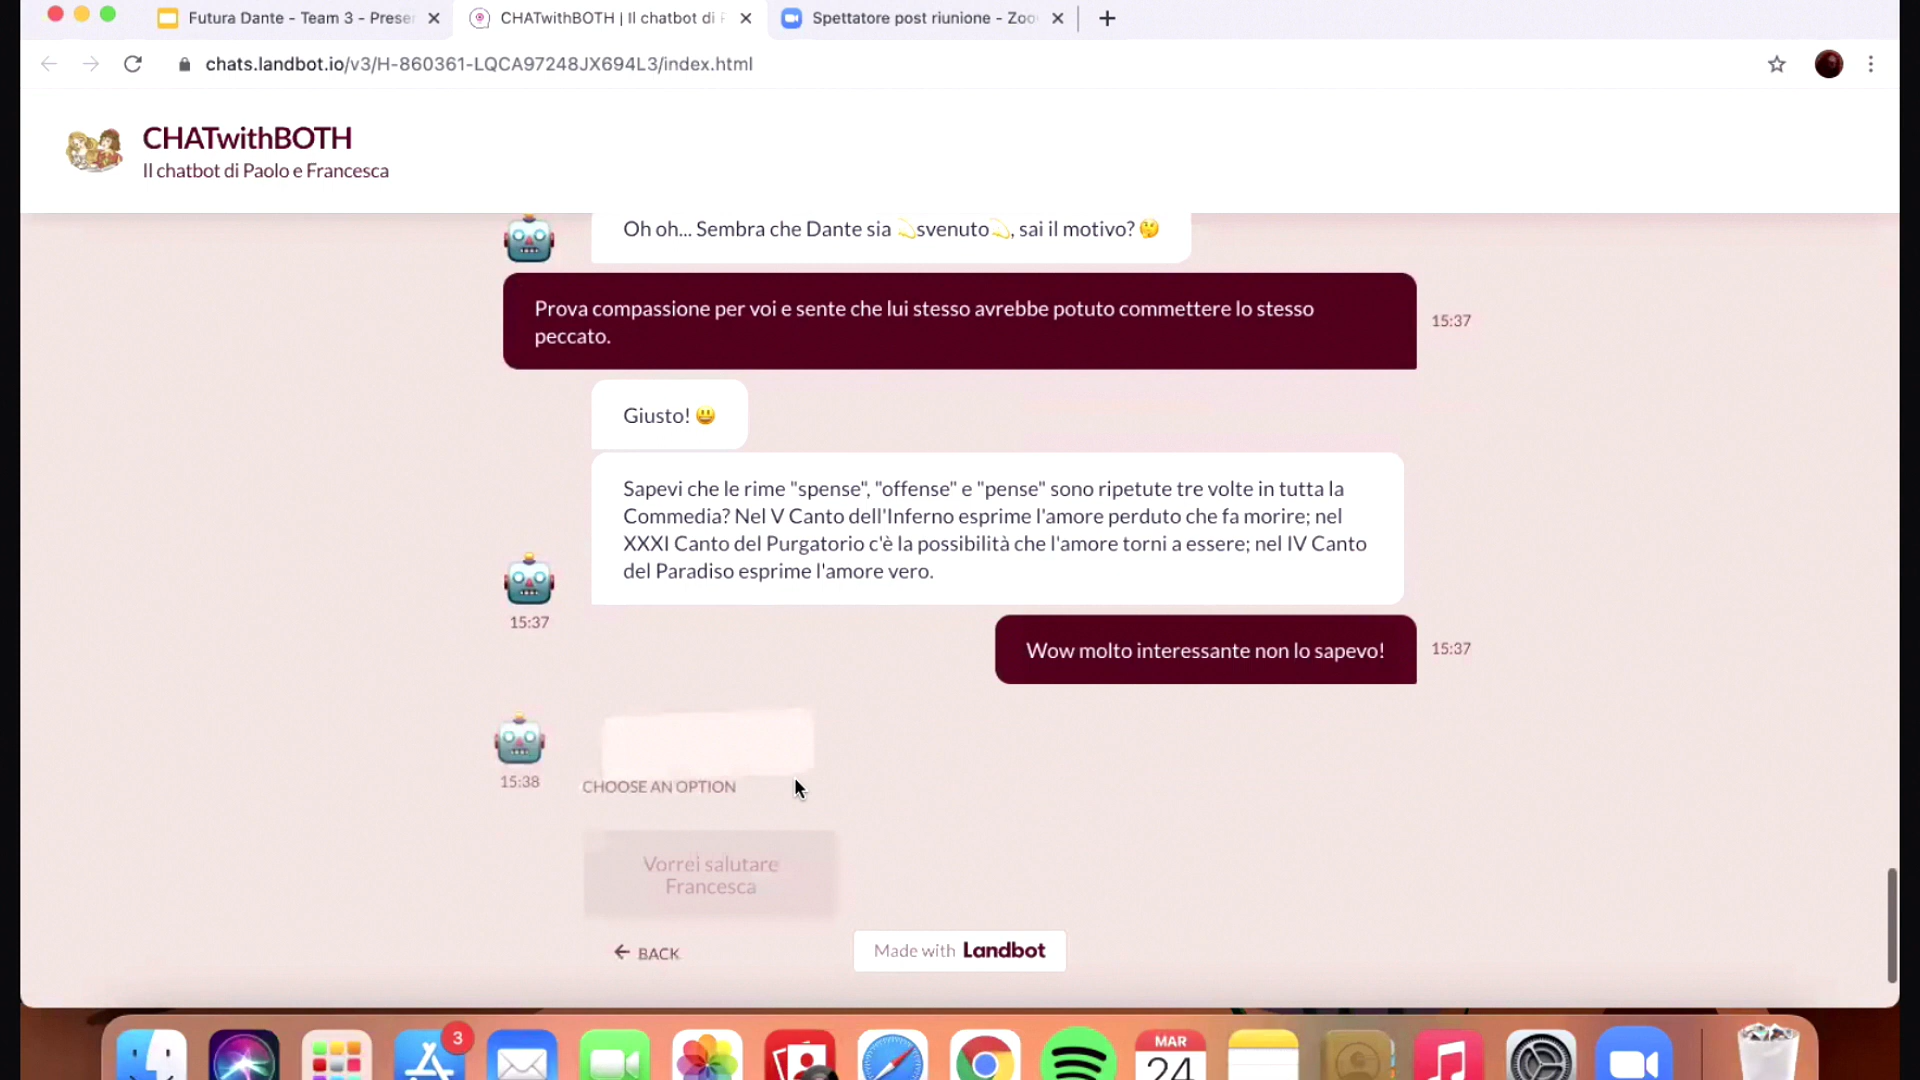 Futura Dante - Team 3 - Preser
CHATwithBOTH | Il chatbot di F
Spettatore post riunione - Zoo
chats.landbot.io/v3/H-860361-LQCA97248JX694L3/index.html
CHATwithBOTH
Il chatbot di Paolo e Francesca
Oh oh... Sembra che Dante sia 💫svenuto💫, sai il motivo? 🤔
Prova compassione per voi e sente che lui stesso avrebbe potuto commettere lo stesso
peccato.
15:37
Giusto! 😃
Sapevi che le rime "spense", "offense" e "pense" sono ripetute tre volte in tutta la
Commedia? Nel V Canto dell'Inferno esprime l'amore perduto che fa morire; nel
XXXI Canto del Purgatorio c'è la possibilità che l'amore torni a essere; nel IV Canto
del Paradiso esprime l'amore vero.
15:37
Wow molto interessante non lo sapevo!
15:37
15:38
CHOOSE AN OPTION
Vorrei salutare
Francesca
← BACK
Made with Landbot
3
MAR
24